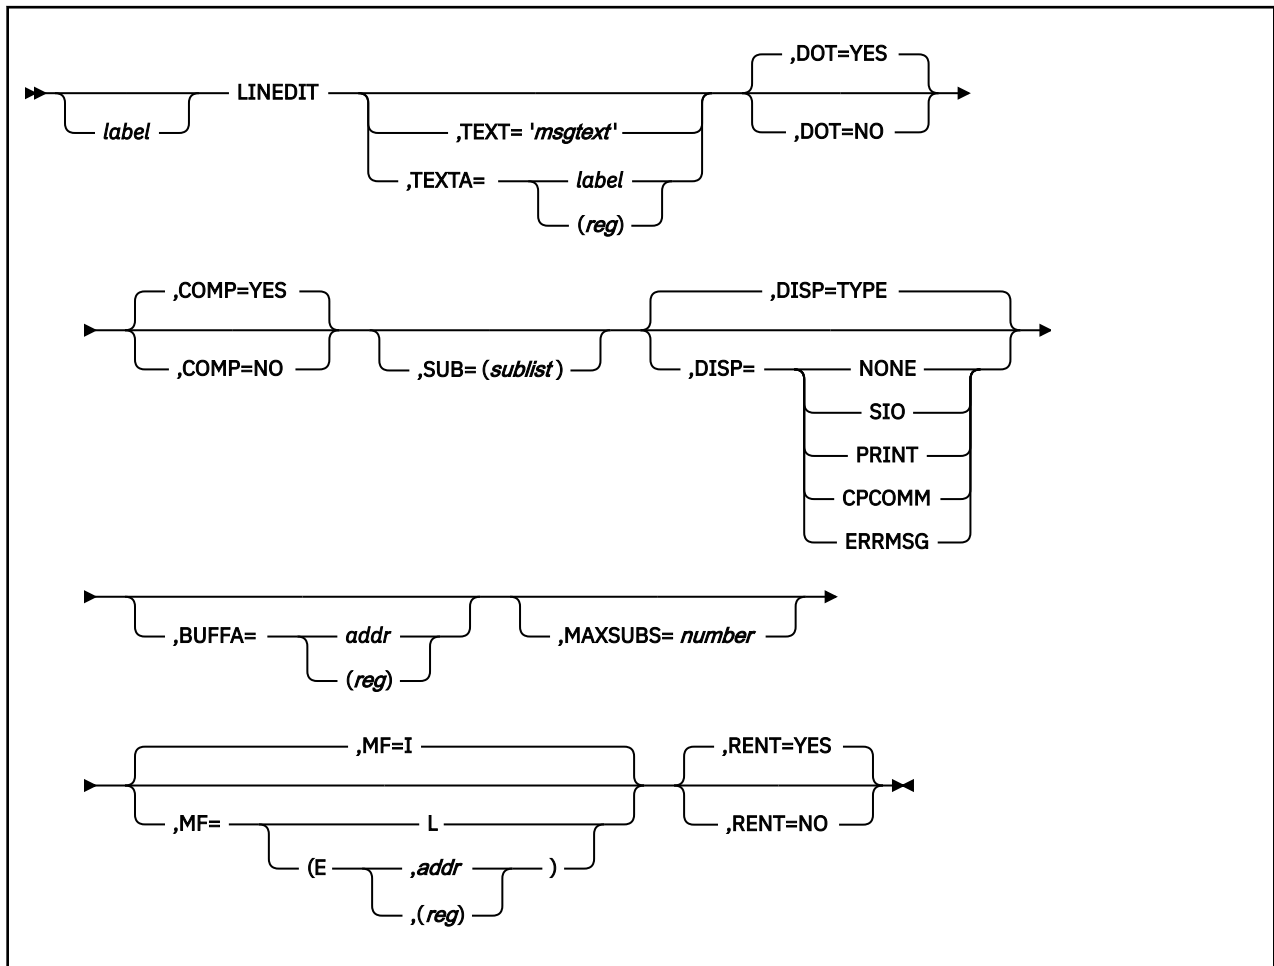 ,DOT=YES
label LINEDIT
,TEXT= 'msgtext' ,DOT=NO
,TEXTA= label
(reg)
,COMP=YES ,DISP=TYPE
,COMP=NO ,SUB= (sublist) ,DISP= NONE
SIO
PRINT
CPCOMM
ERRMSG
,BUFFA= addr ,MAXSUBS= number
(reg)
,MF=I ,RENT=YES
,MF= L ,RENT=NO
(E ,addr )
,(reg)